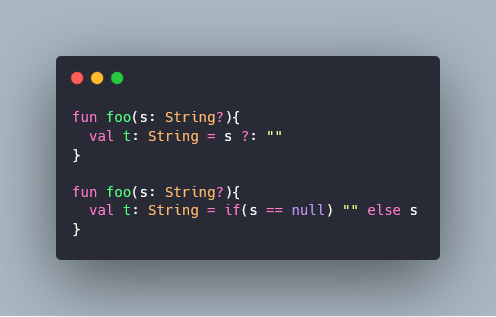 fun foo(s: String?){
  val t: String = s ?: ""
}

fun foo(s: String?){
  val t: String = if(s == null) "" else s
}